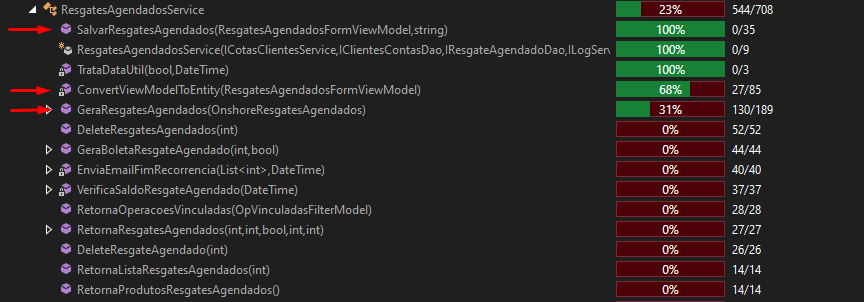 ResgatesAgendadosService 23% 544/708
SalvarResgatesAgendados(ResgatesAgendadosFormViewModel,string) 100% 0/35
ResgatesAgendadosService(ICotasClientesService,IClientesContasDao,IResgateAgendadoDao,ILogServ 100% 0/9
TrataDataUtil(bool,DateTime) 100% 0/3
ConvertViewModelToEntity(ResgatesAgendadosFormViewModel) 68% 27/85
GeraResgatesAgendados(OnshoreResgatesAgendados) 31% 130/189
DeleteResgatesAgendados(int) 0% 52/52
GeraBoletaResgateAgendado(int,bool) 0% 44/44
EnviaEmailFimRecorrencia(List<int>,DateTime) 0% 40/40
VerificaSaldoResgateAgendado(DateTime) 0% 37/37
RetornaOperacoesVinculadas(OpVinculadasFilterModel) 0% 28/28
RetornaResgatesAgendados(int,int,bool,int,int) 0% 27/27
DeleteResgateAgendado(int) 0% 26/26
RetornaListaResgatesAgendados(int) 0% 14/14
RetornaProdutosResgatesAgendados() 0% 14/14